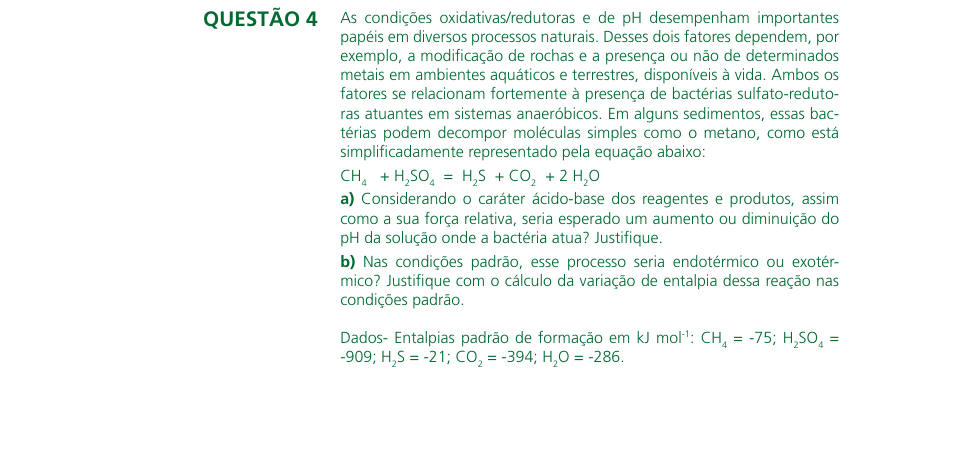 QUESTÃO 4
As condições oxidativas/redutoras e de pH desempenham importantes
papéis em diversos processos naturais. Desses dois fatores dependem, por
exemplo, a modificação de rochas e a presença ou não de determinados
metais em ambientes aquáticos e terrestres, disponíveis à vida. Ambos os
fatores se relacionam fortemente à presença de bactérias sulfato-reduto-
ras atuantes em sistemas anaeróbicos. Em alguns sedimentos, essas bac-
térias podem decompor moléculas simples como o metano, como está
simplificadamente representado pela equação abaixo:
CH₄ + H₂SO₄ = H₂S + CO₂ + 2 H₂O
a) Considerando o caráter ácido-base dos reagentes e produtos, assim
como a sua força relativa, seria esperado um aumento ou diminuição do
pH da solução onde a bactéria atua? Justifique.
b) Nas condições padrão, esse processo seria endotérmico ou exotér-
mico? Justifique com o cálculo da variação de entalpia dessa reação nas
condições padrão.
Dados- Entalpias padrão de formação em kJ mol⁻¹: CH₄ = -75; H₂SO₄ =
-909; H₂S = -21; CO₂ = -394; H₂O = -286.